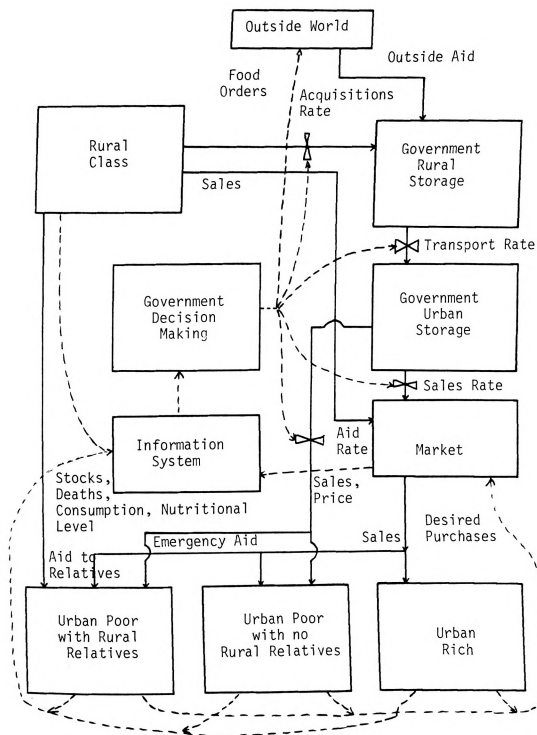 Outside World
Outside Aid
Food
Orders
Acquisitions
Rate
Rural
Class
Government
Rural
Storage
Sales
Transport Rate
Government
Decision
Making
Government
Urban
Storage
Sales Rate
Information
System
Aid
Rate
Market
Stocks,
Deaths,
Consumption, Nutritional
Level
Sales,
Price
Desired
Purchases
Emergency Aid
Sales
Aid to
Relatives
Urban Poor
with Rural
Relatives
Urban Poor
with no
Rural Relatives
Urban
Rich